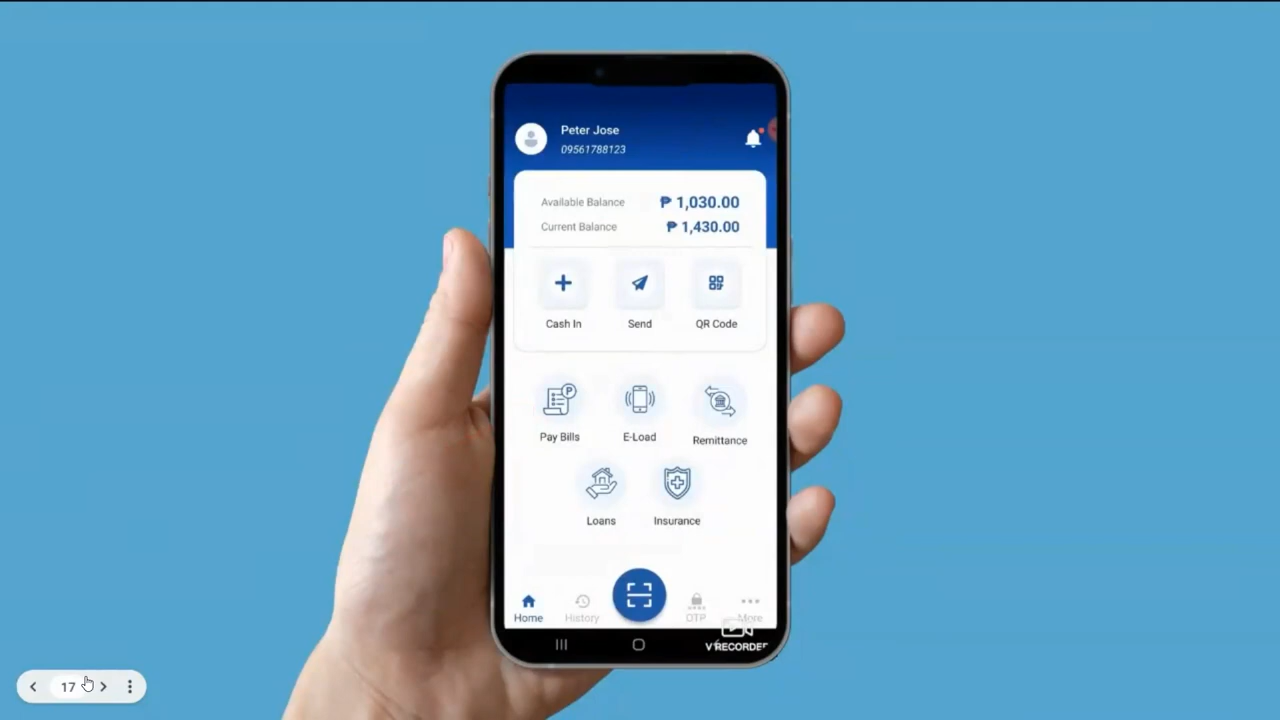 Peter Jose
09561788123
Available Balance ₱ 1,030.00
Current Balance ₱ 1,430.00
Cash In Send QR Code
Pay Bills E-Load Remittance
Loans Insurance
Home History OTP More
V RECORDER
17